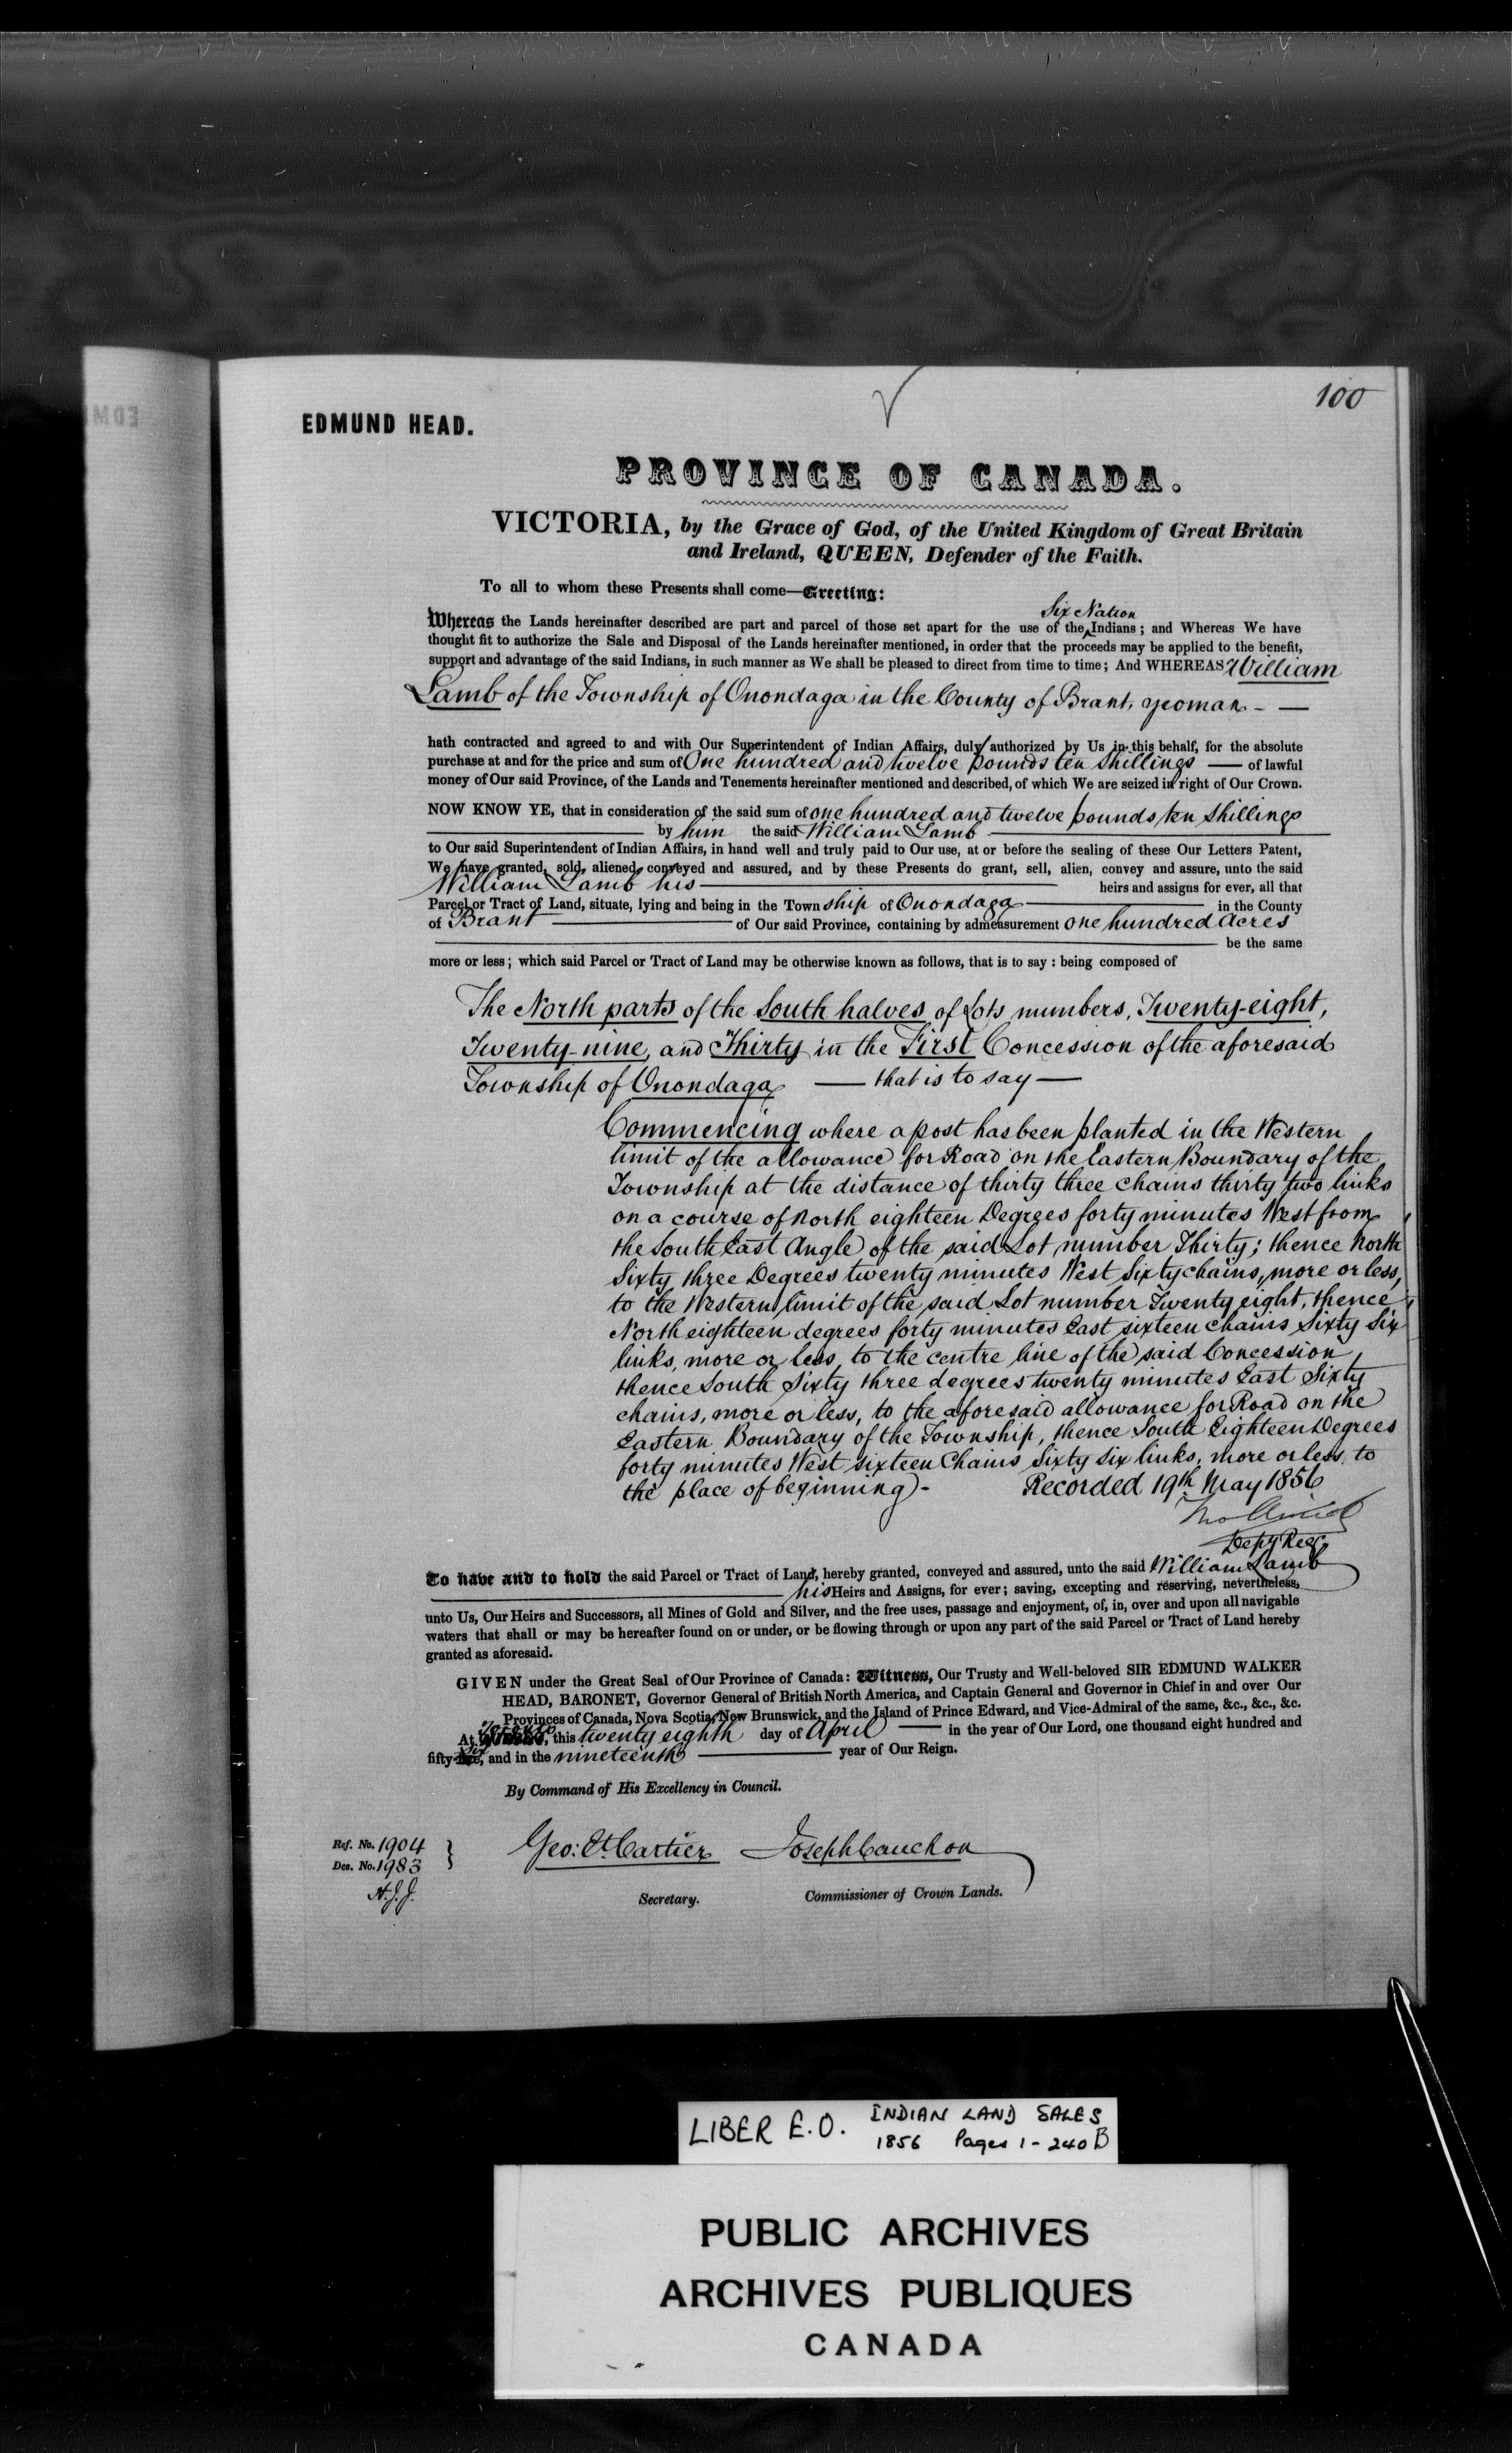 100
EDMUND HEAD.
PROVINCE OF CANADA.
VICTORIA, by the Grace of God, of the United Kingdom of Great Britain
and Ireland, QUEEN, Defender of the Faith.
To all to whom these Presents shall come—Greeting:
Six Nation
Whereas the Lands hereinafter described are part and parcel of those set apart for the use of the Indians; and Whereas We have
thought fit to authorize the Sale and Disposal of the Lands hereinafter mentioned, in order that the proceeds may be applied to the benefit,
support and advantage of the said Indians, in such manner as We shall be pleased to direct from time to time; And WHEREAS William
Lamb of the Township of Onondaga in the County of Brant, yeoman - —
hath contracted and agreed to and with Our Superintendent of Indian Affairs, duly authorized by Us in this behalf, for the absolute
purchase at and for the price and sum of One hundred and twelve pounds ten shillings — of lawful
money of Our said Province, of the Lands and Tenements hereinafter mentioned and described, of which We are seized in right of Our Crown.
NOW KNOW YE, that in consideration of the said sum of one hundred and twelve pounds ten shillings
— by him the said William Lamb —
to Our said Superintendent of Indian Affairs, in hand well and truly paid to Our use, at or before the sealing of these Our Letters Patent,
We have granted, sold, aliened, conveyed and assured, and by these Presents do grant, sell, alien, convey and assure, unto the said
William Lamb his — heirs and assigns for ever, all that
Parcel or Tract of Land, situate, lying and being in the Town ship of Onondaga — in the County
of Brant — of Our said Province, containing by admeasurement one hundred acres
— be the same
more or less; which said Parcel or Tract of Land may be otherwise known as follows, that is to say: being composed of
The North parts of the South halves of Lots numbers, Twenty-eight,
Twenty-nine, and Thirty in the First Concession of the aforesaid
Township of Onondaga — that is to say —
Commencing where a post has been planted in the Western
limit of the allowance for Road on the Eastern Boundary of the
Township at the distance of thirty three chains thirty two links
on a course of North eighteen Degrees forty minutes West from
the South East Angle of the said Lot number Thirty; thence North
Sixty three Degrees twenty minutes West Sixty chains, more or less,
to the Western limit of the said Lot number Twenty eight, thence
North eighteen degrees forty minutes East sixteen chains Sixty Six
links, more or less, to the centre line of the said Concession,
thence South Sixty three degrees twenty minutes East Sixty
chains, more or less, to the aforesaid allowance for Road on the
Eastern Boundary of the Township, thence South Eighteen Degrees
forty minutes West sixteen Chains Sixty Six links, more or less, to
the place of beginning -
Recorded 19th May 1856
Depy Regr
To have and to hold the said Parcel or Tract of Land, hereby granted, conveyed and assured, unto the said William Lamb
his Heirs and Assigns, for ever; saving, excepting and reserving, nevertheless,
unto Us, Our Heirs and Successors, all Mines of Gold and Silver, and the free uses, passage and enjoyment, of, in, over and upon all navigable
waters that shall or may be hereafter found on or under, or be flowing through or upon any part of the said Parcel or Tract of Land hereby
granted as aforesaid.
GIVEN under the Great Seal of Our Province of Canada: Witness, Our Trusty and Well-beloved SIR EDMUND WALKER
HEAD, BARONET, Governor General of British North America, and Captain General and Governor in Chief in and over Our
Provinces of Canada, Nova Scotia, New Brunswick, and the Island of Prince Edward, and Vice-Admiral of the same, &c., &c., &c.
At Toronto, this twenty eighth day of April — in the year of Our Lord, one thousand eight hundred and
fifty-six, and in the nineteenth — year of Our Reign.
By Command of His Excellency in Council.
Ref. No. 1904
Des. No. 1983
Geo: Et. Cartier Joseph Cauchon
Secretary. Commissioner of Crown Lands.
LIBER E.O. INDIAN LAND SALES
1856 Pages 1 - 240 B
PUBLIC ARCHIVES
ARCHIVES PUBLIQUES
CANADA